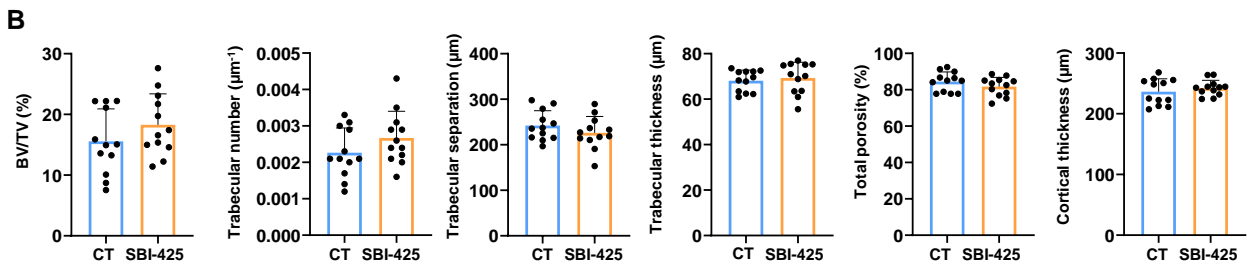 B
BV/TV (%)
30
20
10
0
CT SBI-425
Trabecular number (µm⁻¹)
0.005
0.004
0.003
0.002
0.001
0.000
CT SBI-425
Trabecular separation (µm)
400
300
200
100
0
CT SBI-425
Trabecular thickness (µm)
80
60
40
20
0
CT SBI-425
Total porosity (%)
100
80
60
40
20
0
CT SBI-425
Cortical thickness (µm)
300
200
100
0
CT SBI-425